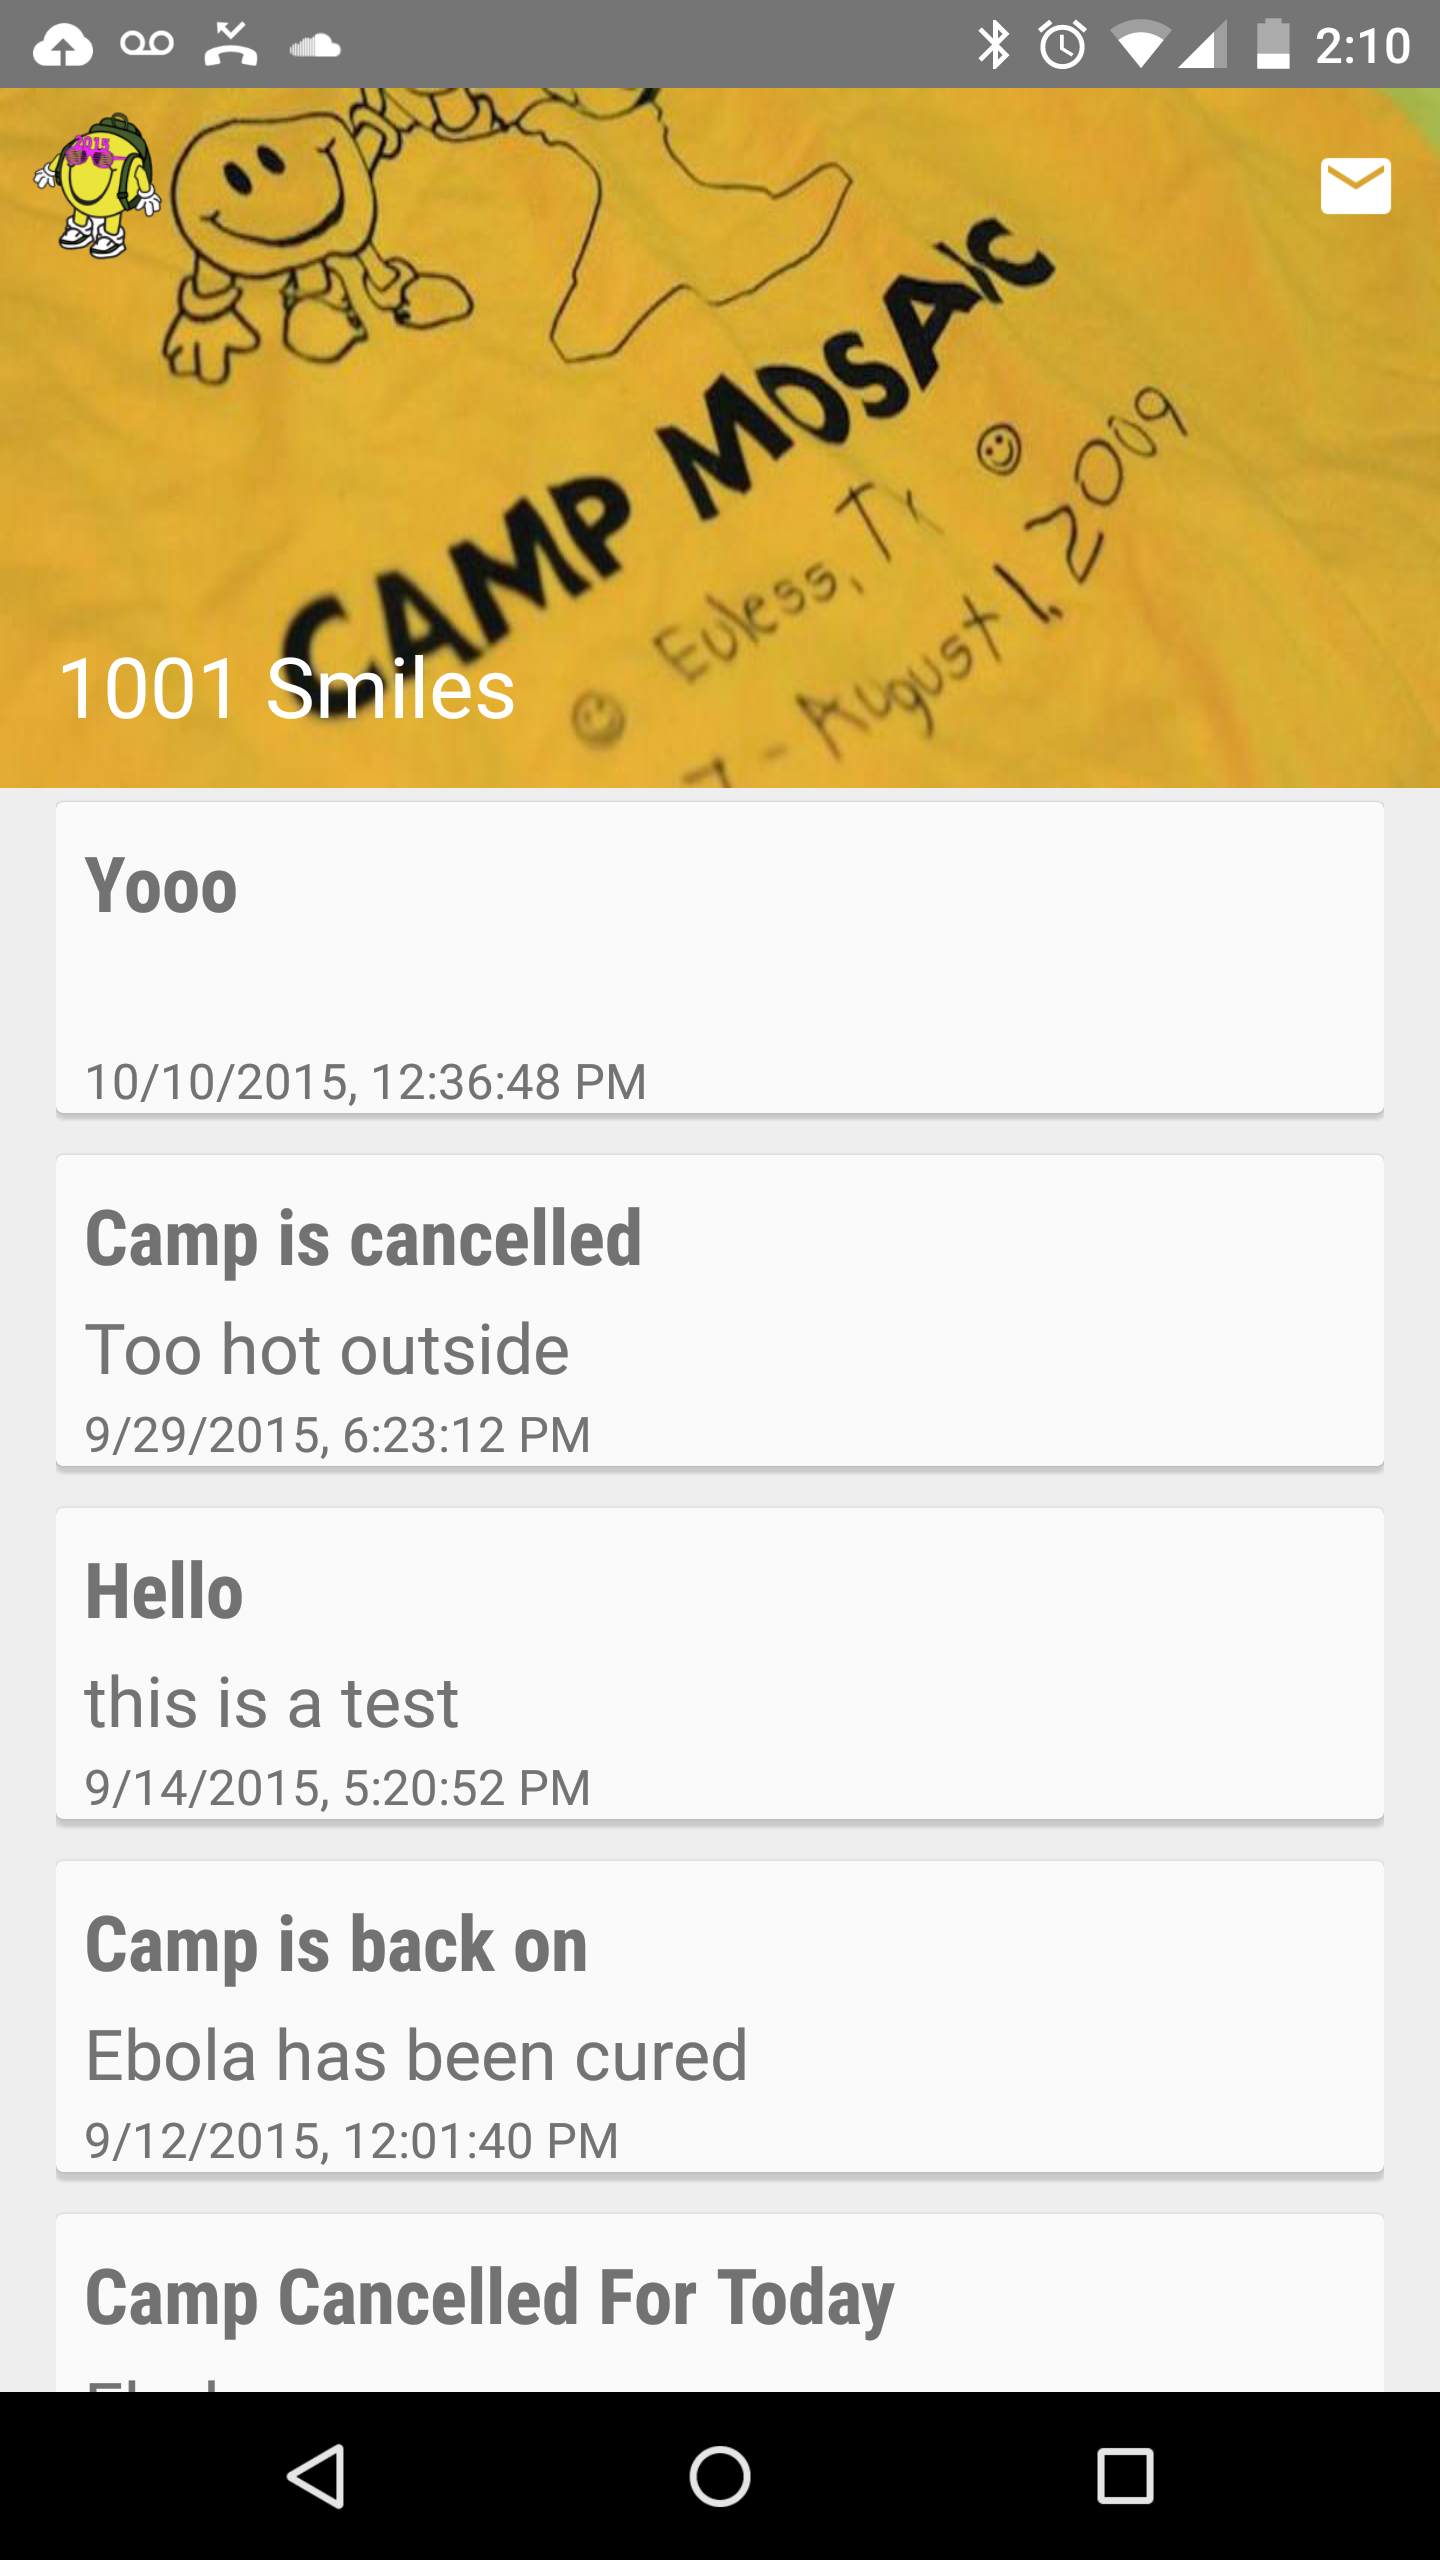 2:10
2015
CAMP MOSAIC
Euless, Tx
7 - August 1, 2009
1001 Smiles
Yooo
10/10/2015, 12:36:48 PM
Camp is cancelled
Too hot outside
9/29/2015, 6:23:12 PM
Hello
this is a test
9/14/2015, 5:20:52 PM
Camp is back on
Ebola has been cured
9/12/2015, 12:01:40 PM
Camp Cancelled For Today